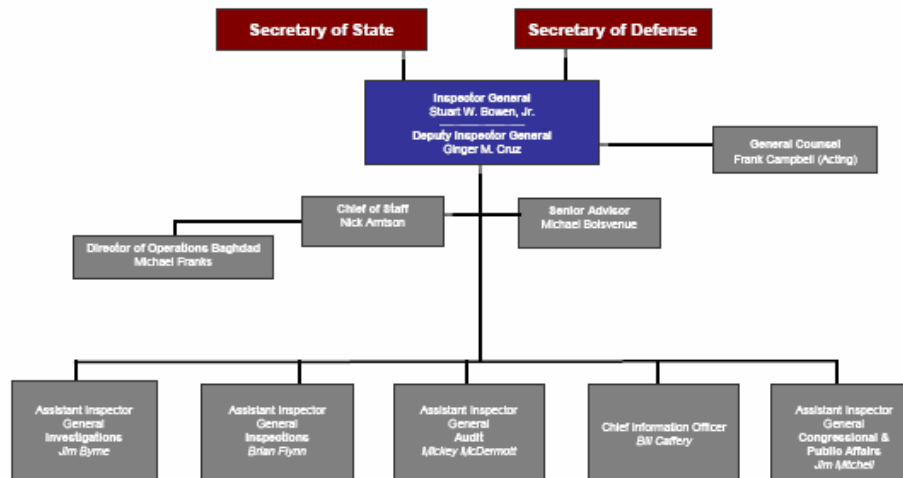 Secretary of State
Secretary of Defense
Inspector General
Stuart W. Bowen, Jr.
Deputy Inspector General
Ginger M. Cruz
General Counsel
Frank Campbell (Acting)
Chief of Staff
Nick Arntson
Senior Advisor
Michael Boisvenue
Director of Operations Baghdad
Michael Franks
Assistant Inspector
General
Investigations
Jim Byrne
Assistant Inspector
General
Inspections
Brian Flynn
Assistant Inspector
General
Audit
Mickey McDermott
Chief Information Officer
Bill Caffery
Assistant Inspector
General
Congressional &
Public Affairs
Jim Mitchell